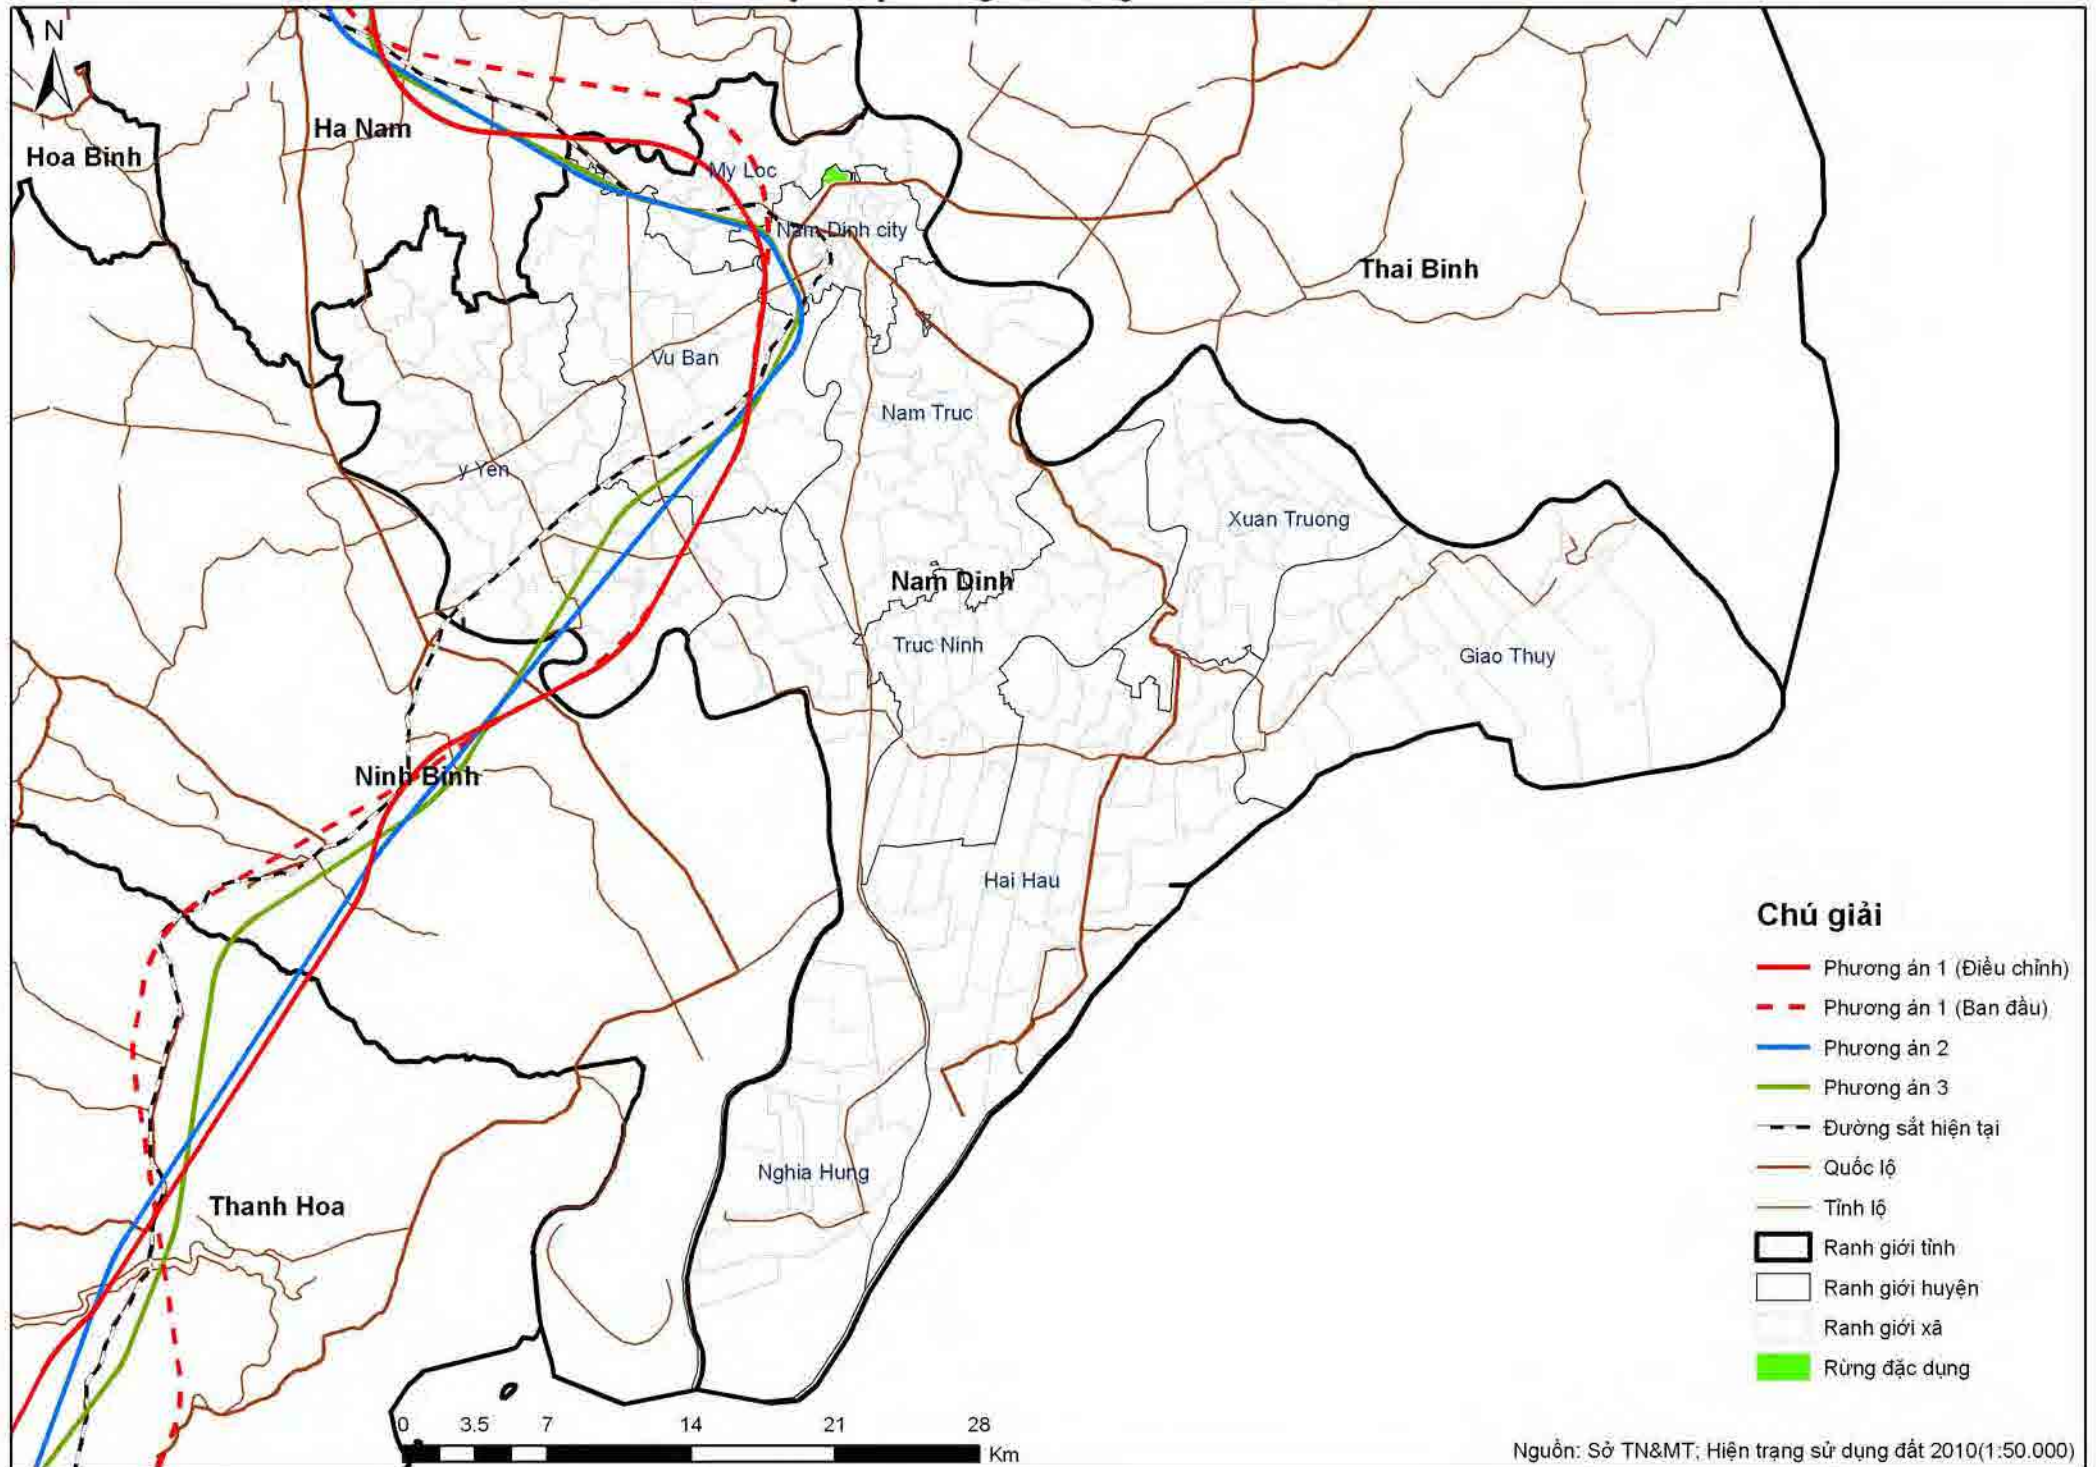 N
Ha Nam
Hoa Binh
My Loc
Nam Dinh city
Thai Binh
Vu Ban
Nam Truc
y Yen
Xuan Truong
Nam Dinh
Truc Ninh
Giao Thuy
Ninh Binh
Hai Hau
Nghia Hung
Thanh Hoa
Chú giải
Phương án 1 (Điều chỉnh)
Phương án 1 (Ban đầu)
Phương án 2
Phương án 3
Đường sắt hiện tại
Quốc lộ
Tỉnh lộ
Ranh giới tỉnh
Ranh giới huyện
Ranh giới xã
Rừng đặc dụng
0 3.5 7 14 21 28
Km
Nguồn: Sở TN&MT; Hiện trạng sử dụng đất 2010(1:50.000)